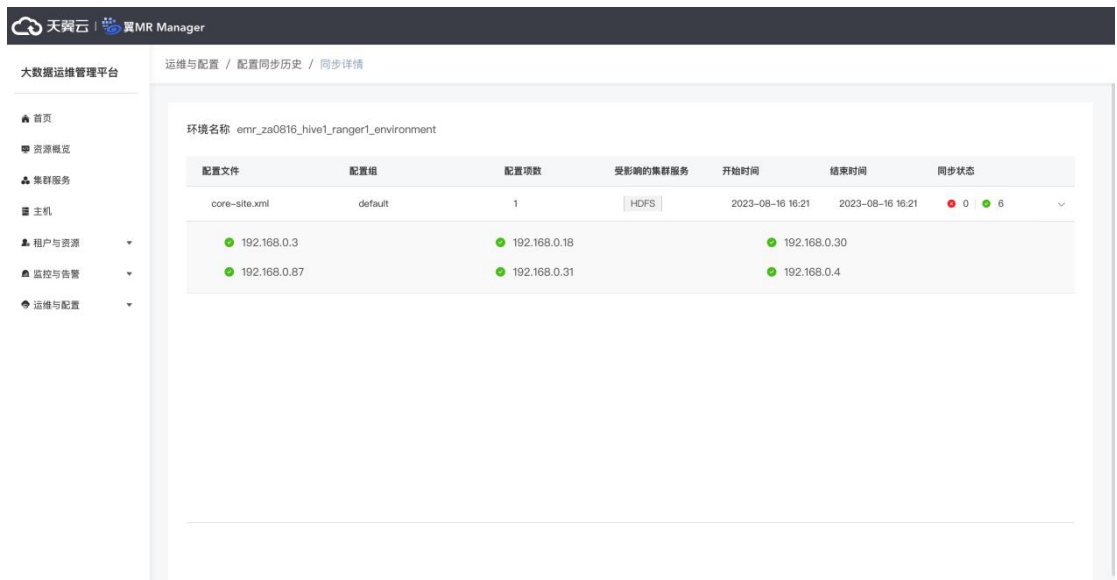 天翼云 | 翼MR Manager
大数据运维管理平台
运维与配置 / 配置同步历史 / 同步详情
首页
资源概览
集群服务
主机
租户与资源
监控与告警
运维与配置
环境名称 emr_za0816_hive1_ranger1_environment
配置文件 配置组 配置项数 受影响的集群服务 开始时间 结束时间 同步状态
core-site.xml default 1 HDFS 2023-08-16 16:21 2023-08-16 16:21 0 6
192.168.0.3 192.168.0.18 192.168.0.30
192.168.0.87 192.168.0.31 192.168.0.4